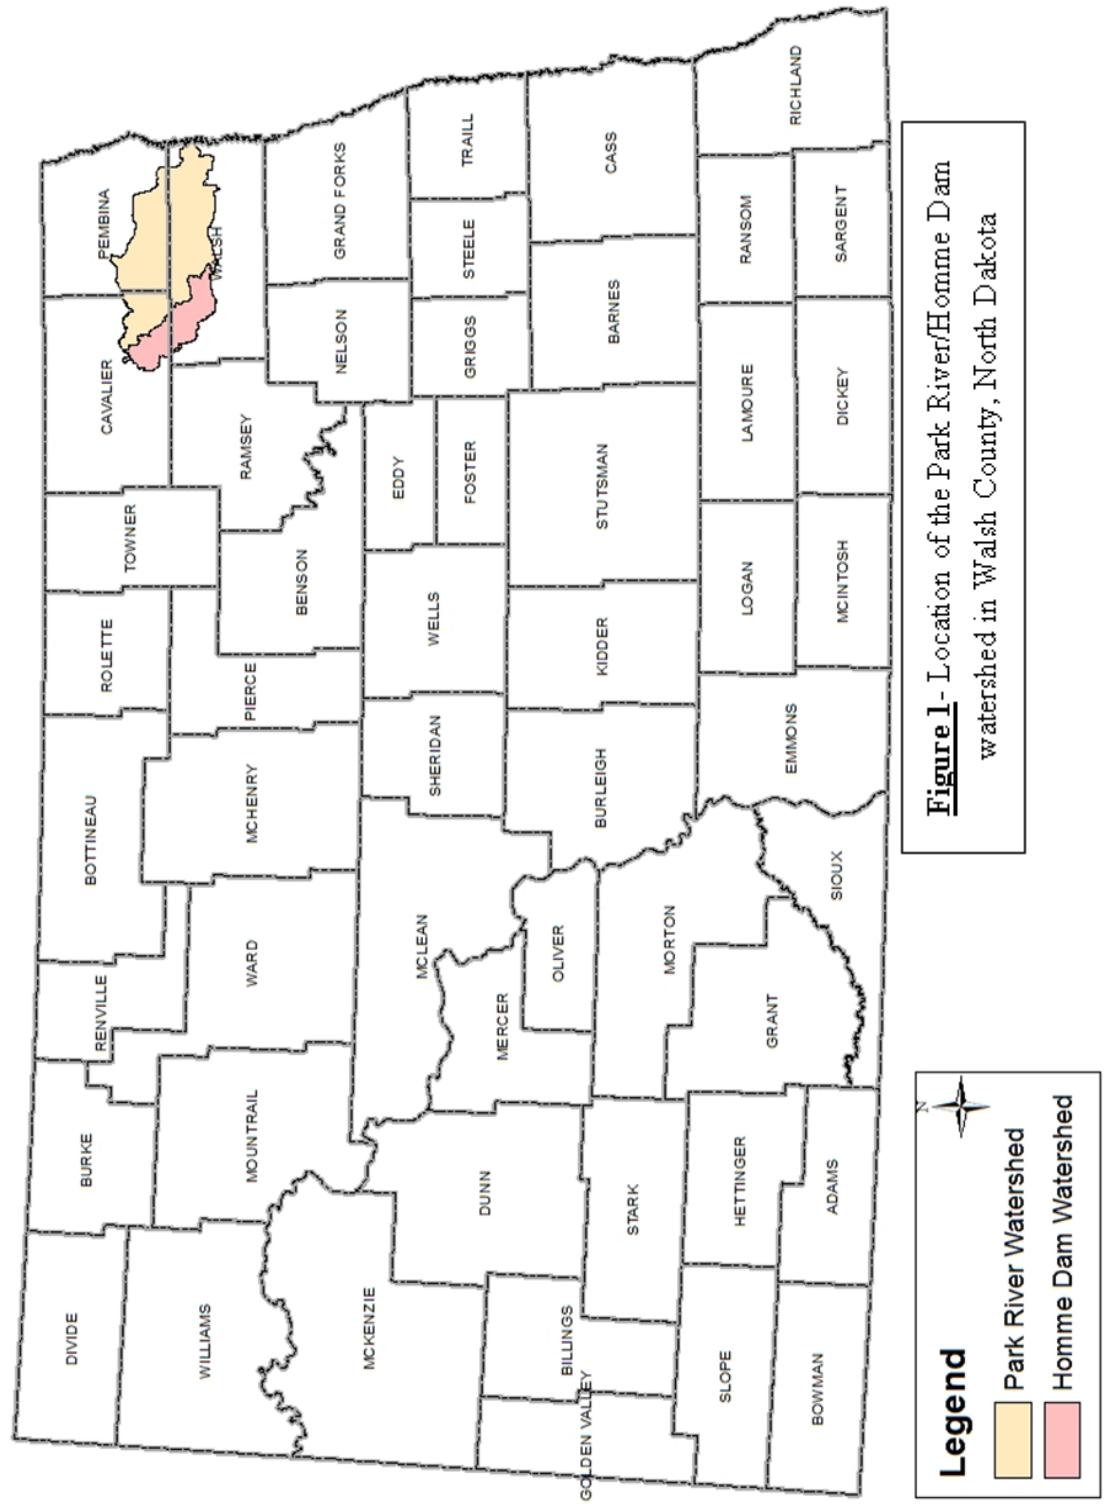 DIVIDE
BURKE
RENVILLE
BOTTINEAU
ROLETTE
TOWNER
CAVALIER
PEMBINA
WILLIAMS
MOUNTRAIL
WARD
MCHENRY
PIERCE
BENSON
RAMSEY
WALSH
MCKENZIE
NELSON
GRAND FORKS
DUNN
MERCER
MCLEAN
SHERIDAN
WELLS
EDDY
FOSTER
GRIGGS
STEELE
TRAILL
GOLDEN VALLEY
BILLINGS
STARK
OLIVER
MORTON
BURLEIGH
KIDDER
STUTSMAN
BARNES
CASS
SLOPE
HETTINGER
GRANT
EMMONS
LOGAN
LAMOURE
RANSOM
RICHLAND
BOWMAN
ADAMS
SIOUX
MCINTOSH
DICKEY
SARGENT
Legend
N
Park River Watershed
Homme Dam Watershed
Figure 1- Location of the Park River/Homme Dam
watershed in Walsh County, North Dakota